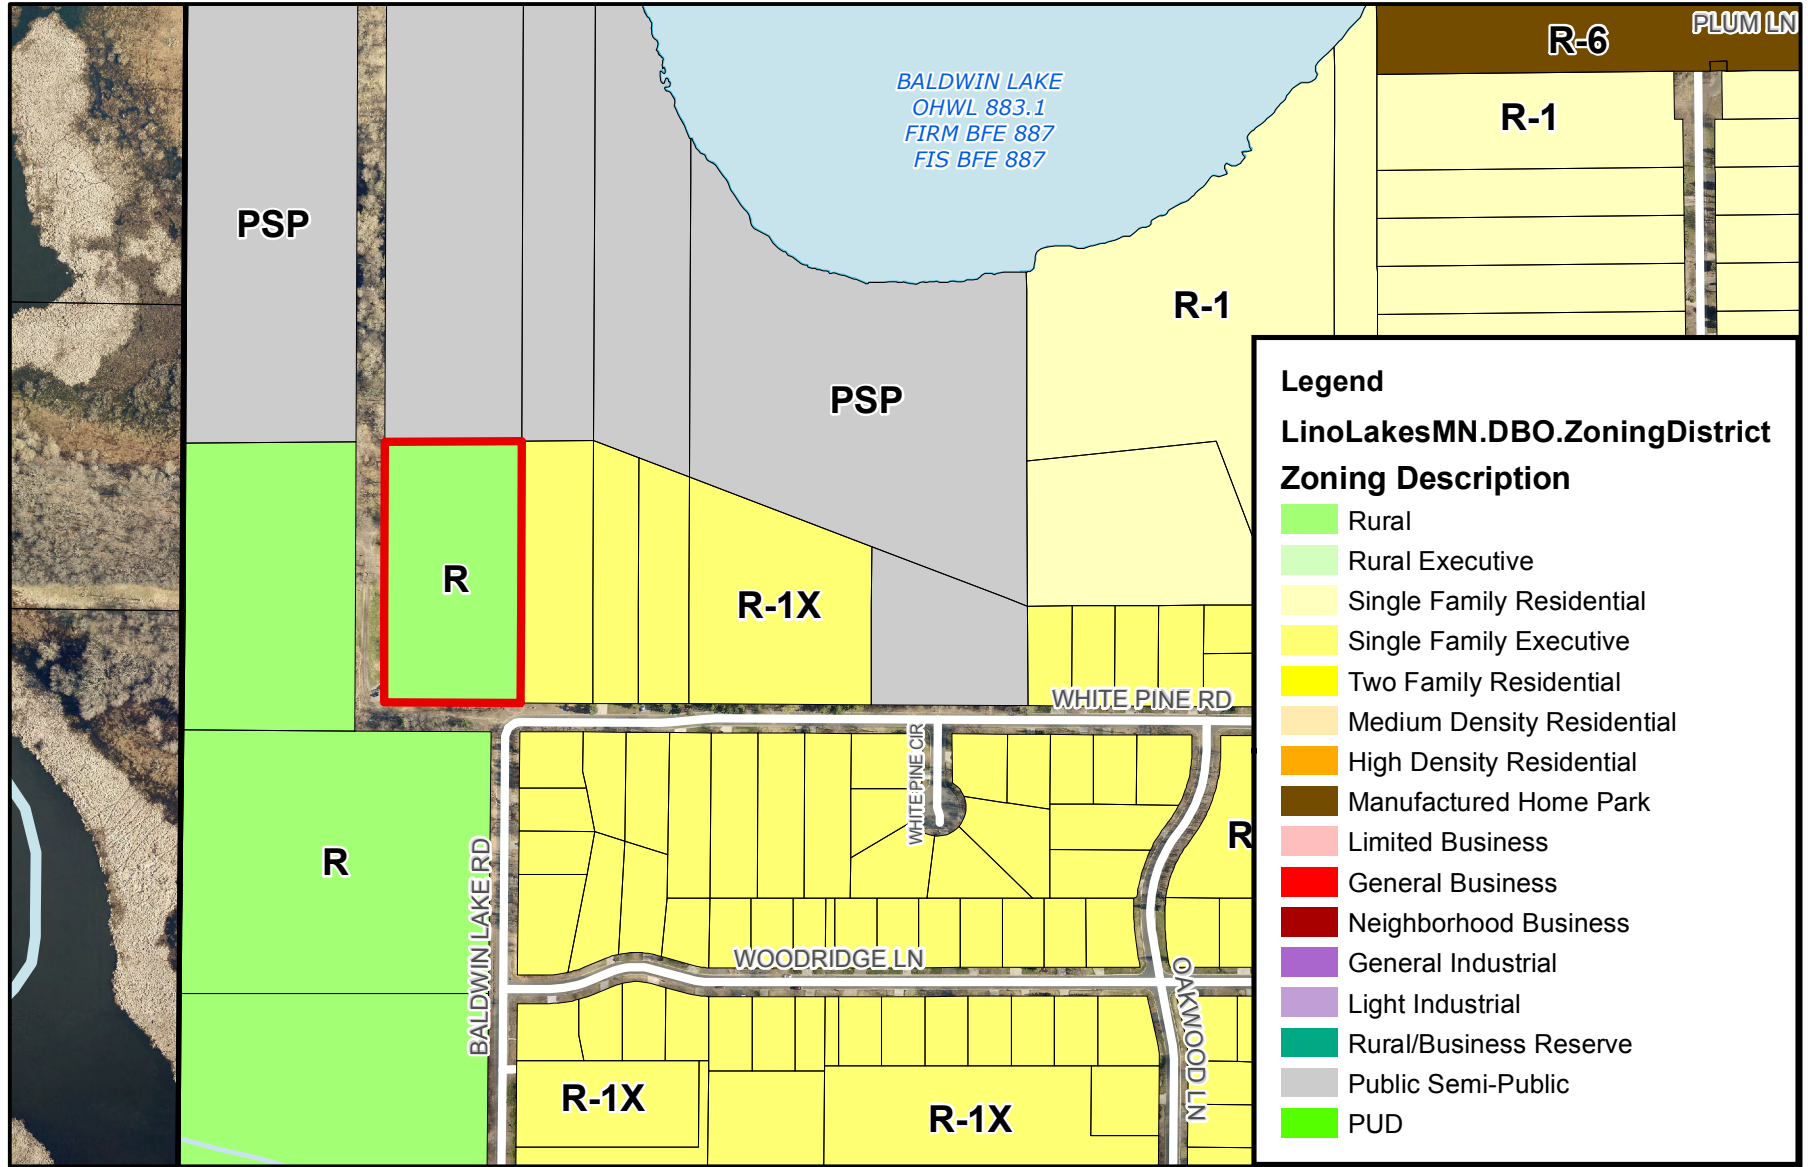 R-6
PLUM LN
BALDWIN LAKE
OHWL 883.1
FIRM BFE 887
FIS BFE 887
R-1
PSP
R-1
PSP
R
R-1X
WHITE PINE RD
WHITE PINE CIR
R
R
BALDWIN LAKE RD
WOODRIDGE LN
OAKWOOD LN
R-1X
R-1X
Legend
LinoLakesMN.DBO.ZoningDistrict
Zoning Description
Rural
Rural Executive
Single Family Residential
Single Family Executive
Two Family Residential
Medium Density Residential
High Density Residential
Manufactured Home Park
Limited Business
General Business
Neighborhood Business
General Industrial
Light Industrial
Rural/Business Reserve
Public Semi-Public
PUD